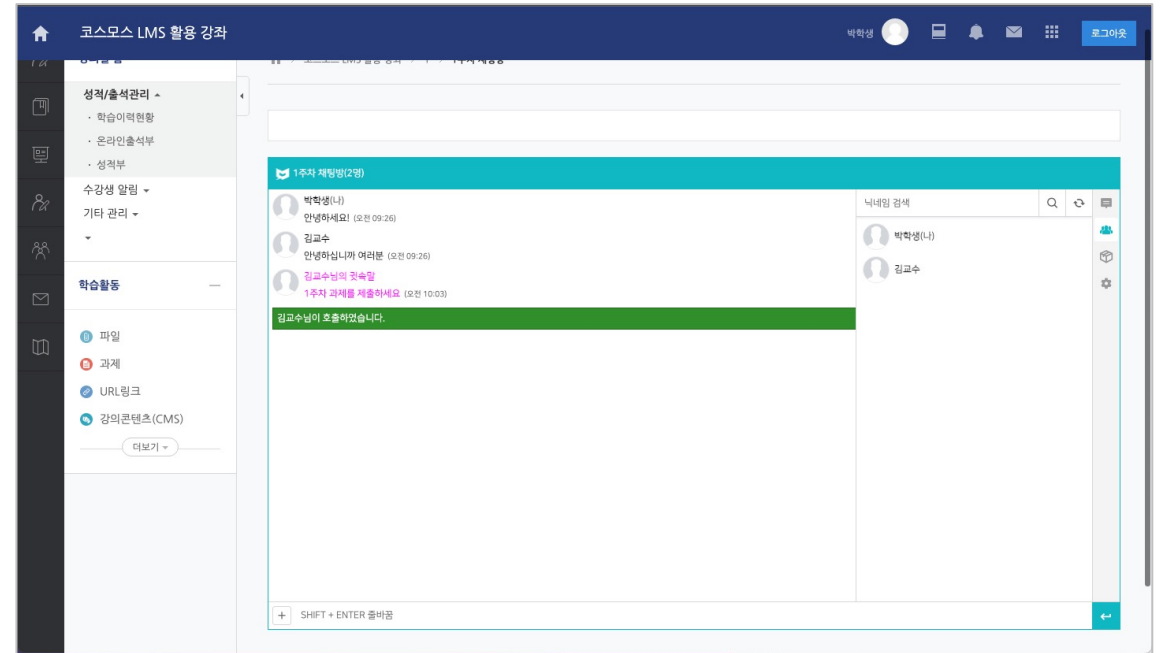 코스모스 LMS 활용 강좌
박학생
로그아웃
성적/출석관리
· 학습이력현황
· 온라인출석부
· 성적부
수강생 알림
기타 관리
학습활동
파일
과제
URL링크
강의콘텐츠(CMS)
더보기
1주차 채팅방(2명)
박학생(나)
안녕하세요! (오전 09:26)
김교수
안녕하십니까 여러분 (오전 09:26)
김교수님의 귓속말
1주차 과제를 제출하세요 (오전 10:03)
김교수님이 호출하였습니다.
닉네임 검색
박학생(나)
김교수
+ SHIFT + ENTER 줄바꿈